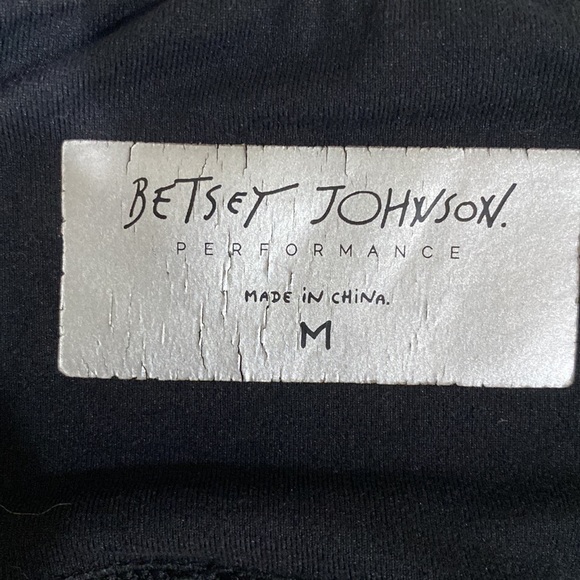 BETSEY JOHNSON.
PERFORMANCE
MADE IN CHINA.
M